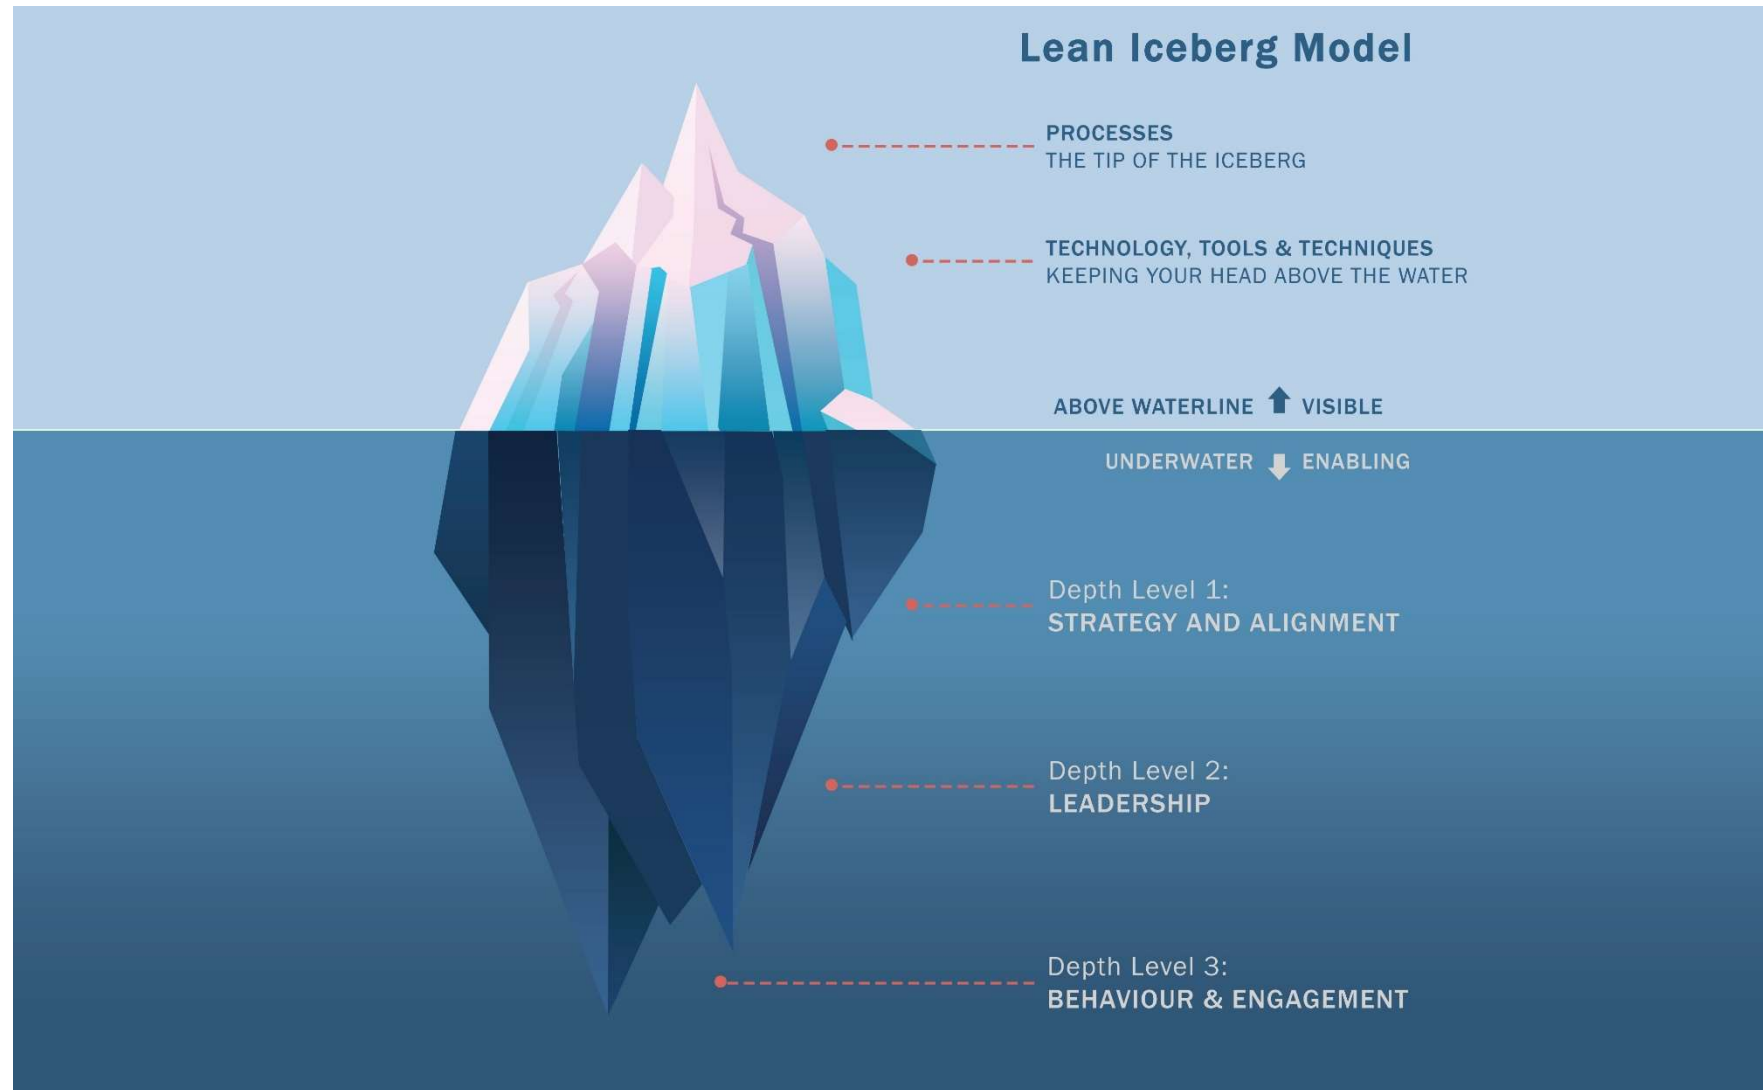 Lean Iceberg Model
PROCESSES
THE TIP OF THE ICEBERG
TECHNOLOGY, TOOLS & TECHNIQUES
KEEPING YOUR HEAD ABOVE THE WATER
ABOVE WATERLINE VISIBLE
UNDERWATER ENABLING
Depth Level 1:
STRATEGY AND ALIGNMENT
Depth Level 2:
LEADERSHIP
Depth Level 3:
BEHAVIOUR & ENGAGEMENT